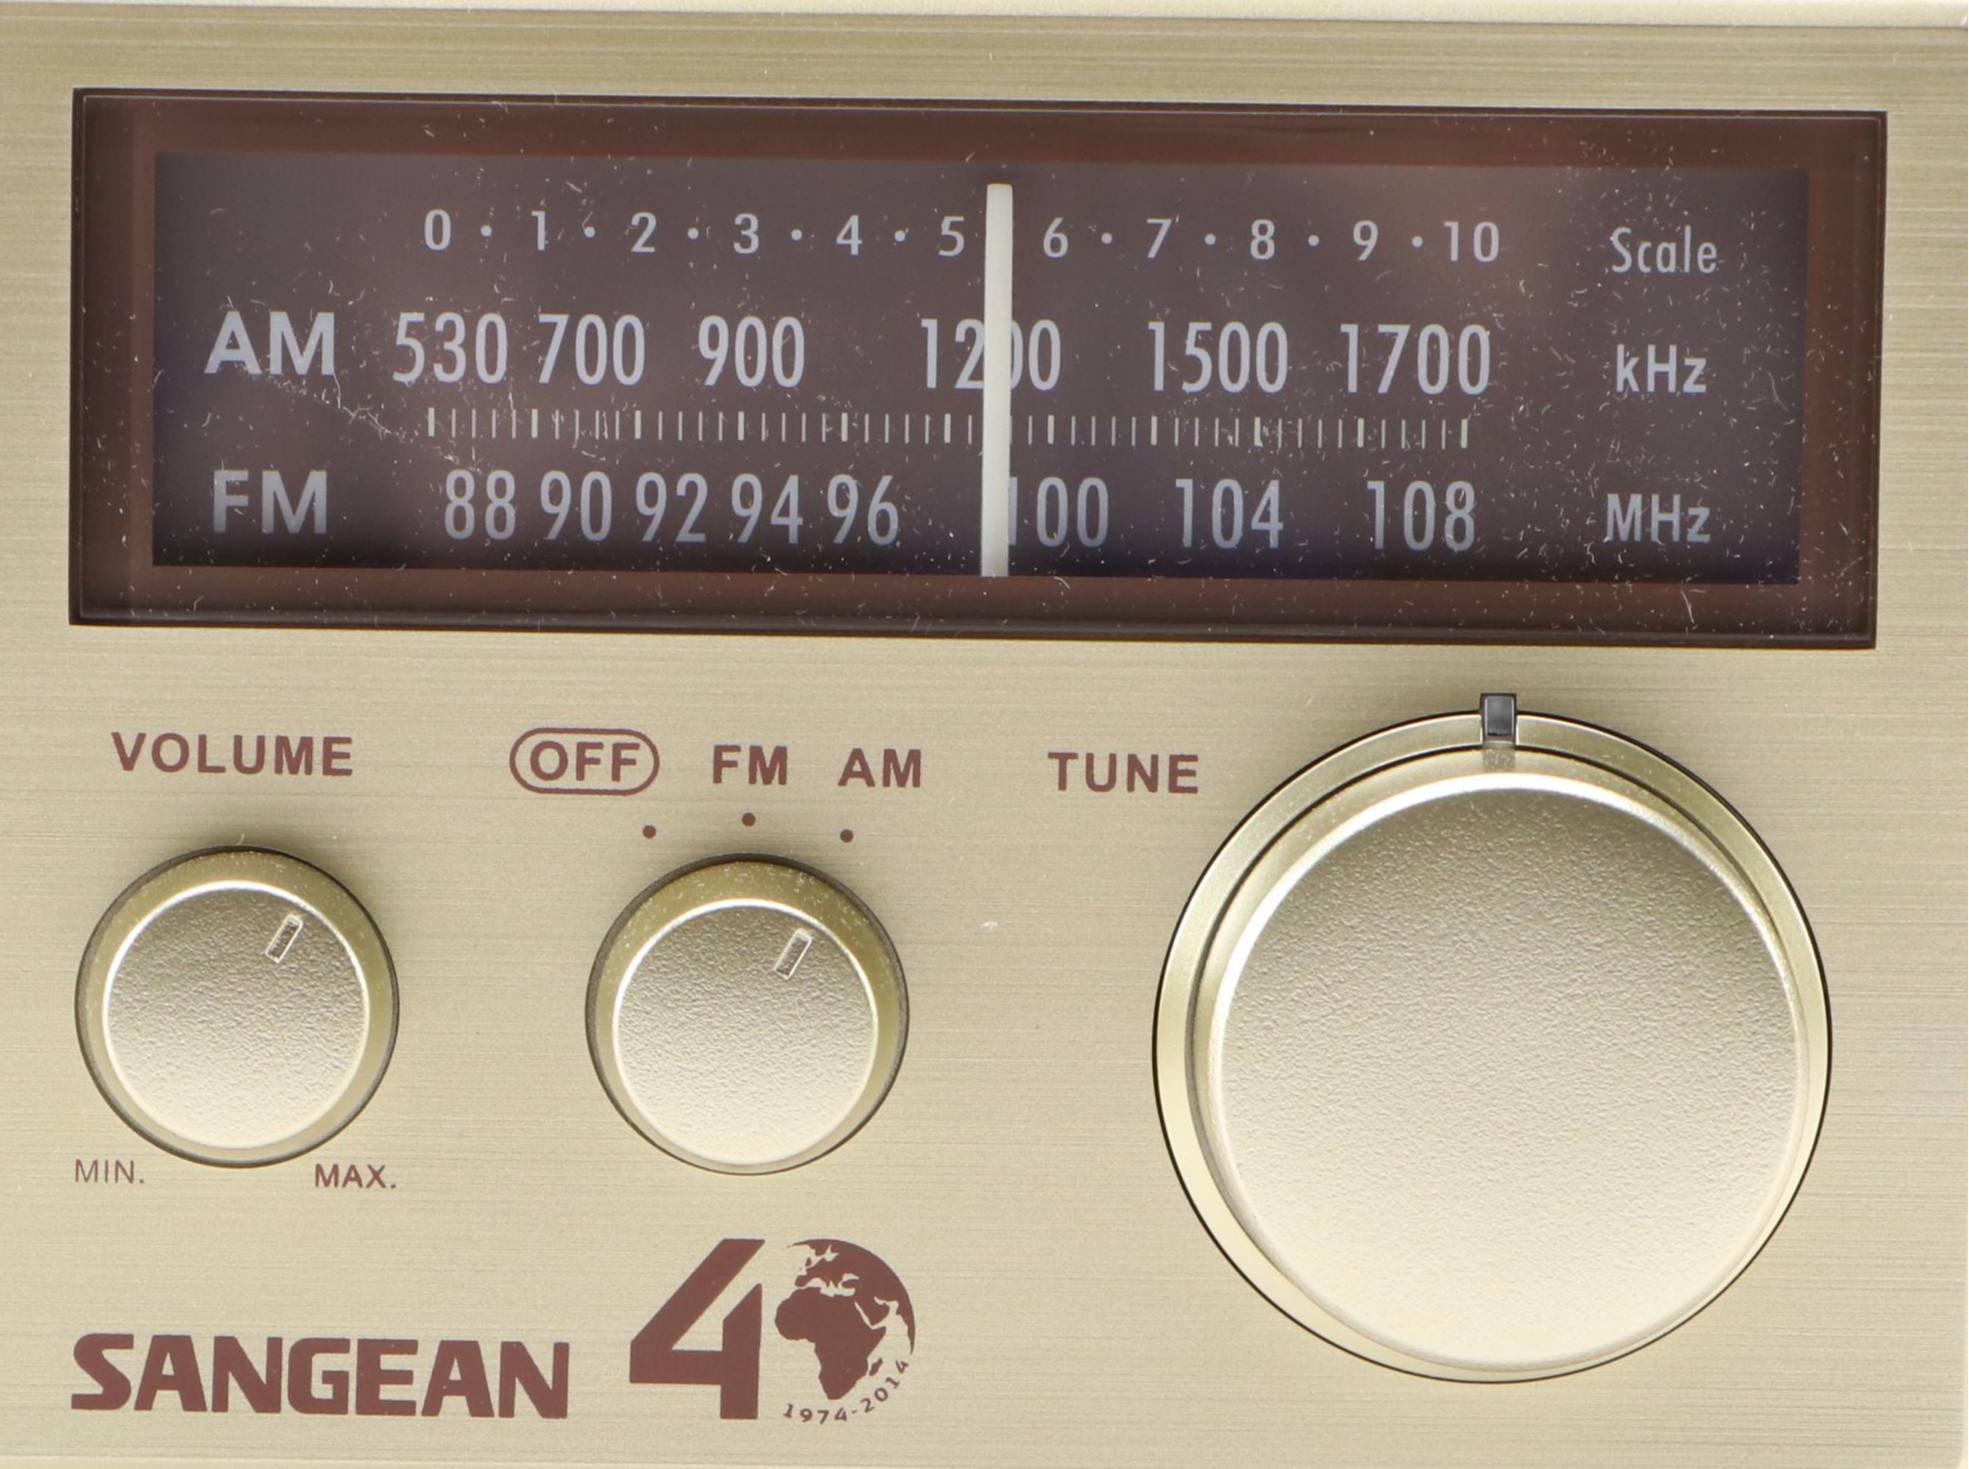 0 · 1 · 2 · 3 · 4 · 5 6 · 7 · 8 · 9 · 10 Scale
AM 530 700 900 1200 1500 1700 kHz
FM 88 90 92 94 96 100 104 108 MHz
VOLUME OFF FM AM TUNE
MIN. MAX.
SANGEAN 40
1974-2014